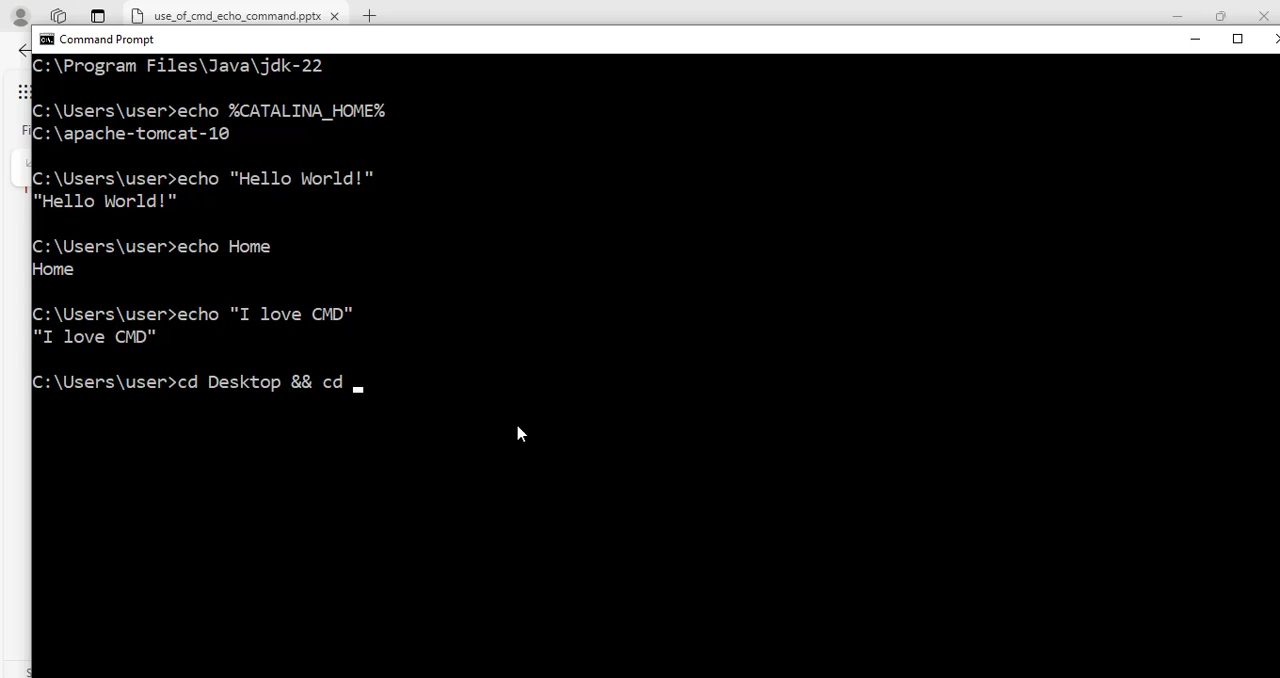 use_of_cmd_echo_command.pptx
Command Prompt
C:\Program Files\Java\jdk-22
C:\Users\user>echo %CATALINA_HOME%
C:\apache-tomcat-10
C:\Users\user>echo "Hello World!"
"Hello World!"
C:\Users\user>echo Home
Home
C:\Users\user>echo "I love CMD"
"I love CMD"
C:\Users\user>cd Desktop && cd